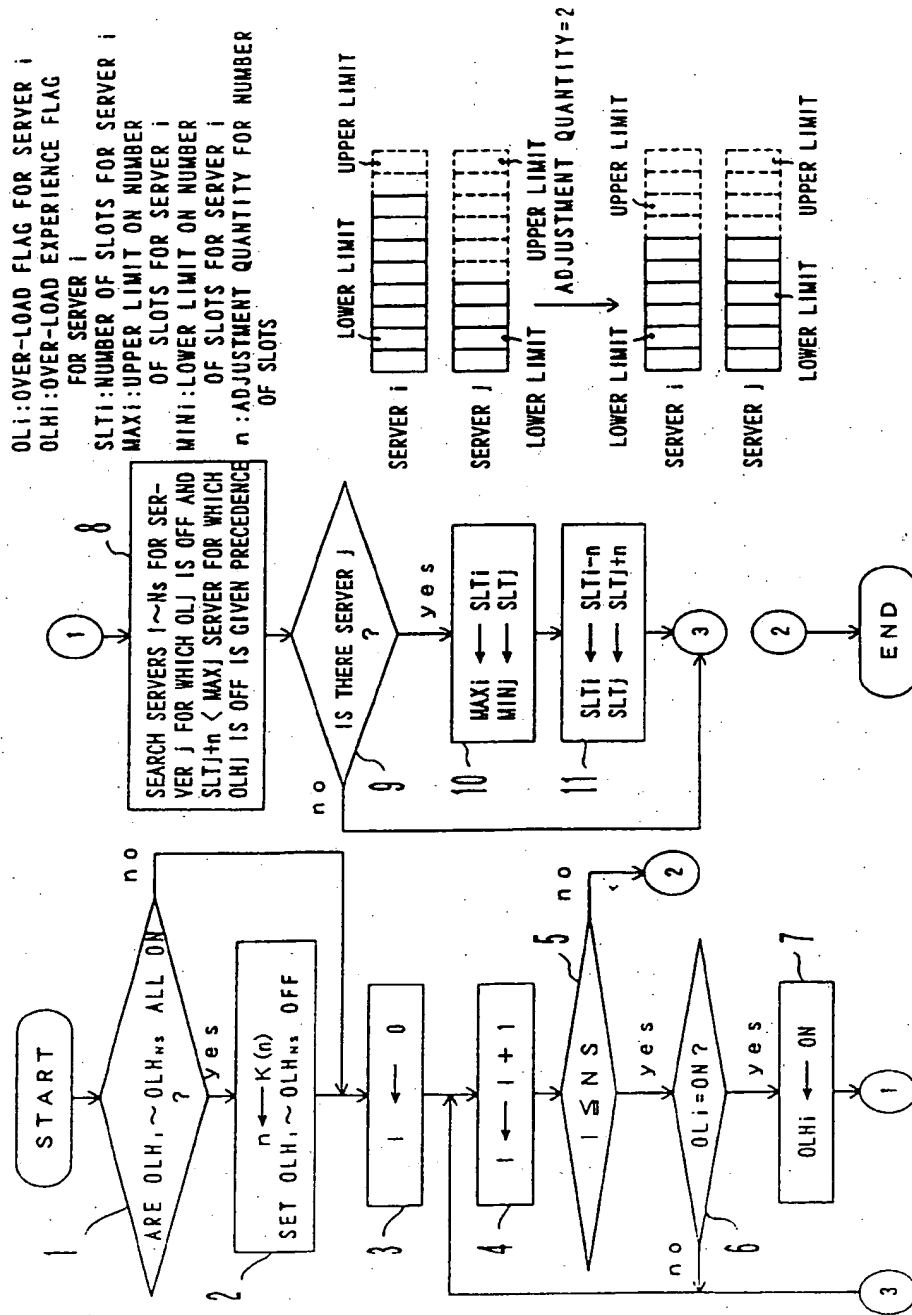 START
1
ARE OLH₁~OLH_NS ALL ON
?
no
yes
2
n ← K(n)
SET OLH₁~OLH_NS OFF
3
I ← 0
4
I ← I + 1
5
I ≦ N S
no
2
yes
OLi=ON?
6
no
yes
7
OLHi ← ON
1
3
1
8
SEARCH SERVERS 1~Ns FOR SER-
VER j FOR WHICH OLj IS OFF AND
SLTj+n < MAXj SERVER FOR WHICH
OLHj IS OFF IS GIVEN PRECEDENCE
IS THERE SERVER j
?
9
no
yes
10
MAXi ← SLTi
MINj ← SLTj
11
SLTi ← SLTi-n
SLTj ← SLTj+n
3
2
END
OLi:OVER-LOAD FLAG FOR SERVER i
OLHi:OVER-LOAD EXPERIENCE FLAG
FOR SERVER i
SLTi:NUMBER OF SLOTS FOR SERVER i
MAXi:UPPER LIMIT ON NUMBER
OF SLOTS FOR SERVER i
MINi:LOWER LIMIT ON NUMBER
OF SLOTS FOR SERVER i
n:ADJUSTMENT QUANTITY FOR NUMBER
OF SLOTS
LOWER LIMIT
UPPER LIMIT
SERVER i
SERVER j
LOWER LIMIT
UPPER LIMIT
ADJUSTMENT QUANTITY=2
LOWER LIMIT
UPPER LIMIT
SERVER i
SERVER j
LOWER LIMIT
UPPER LIMIT